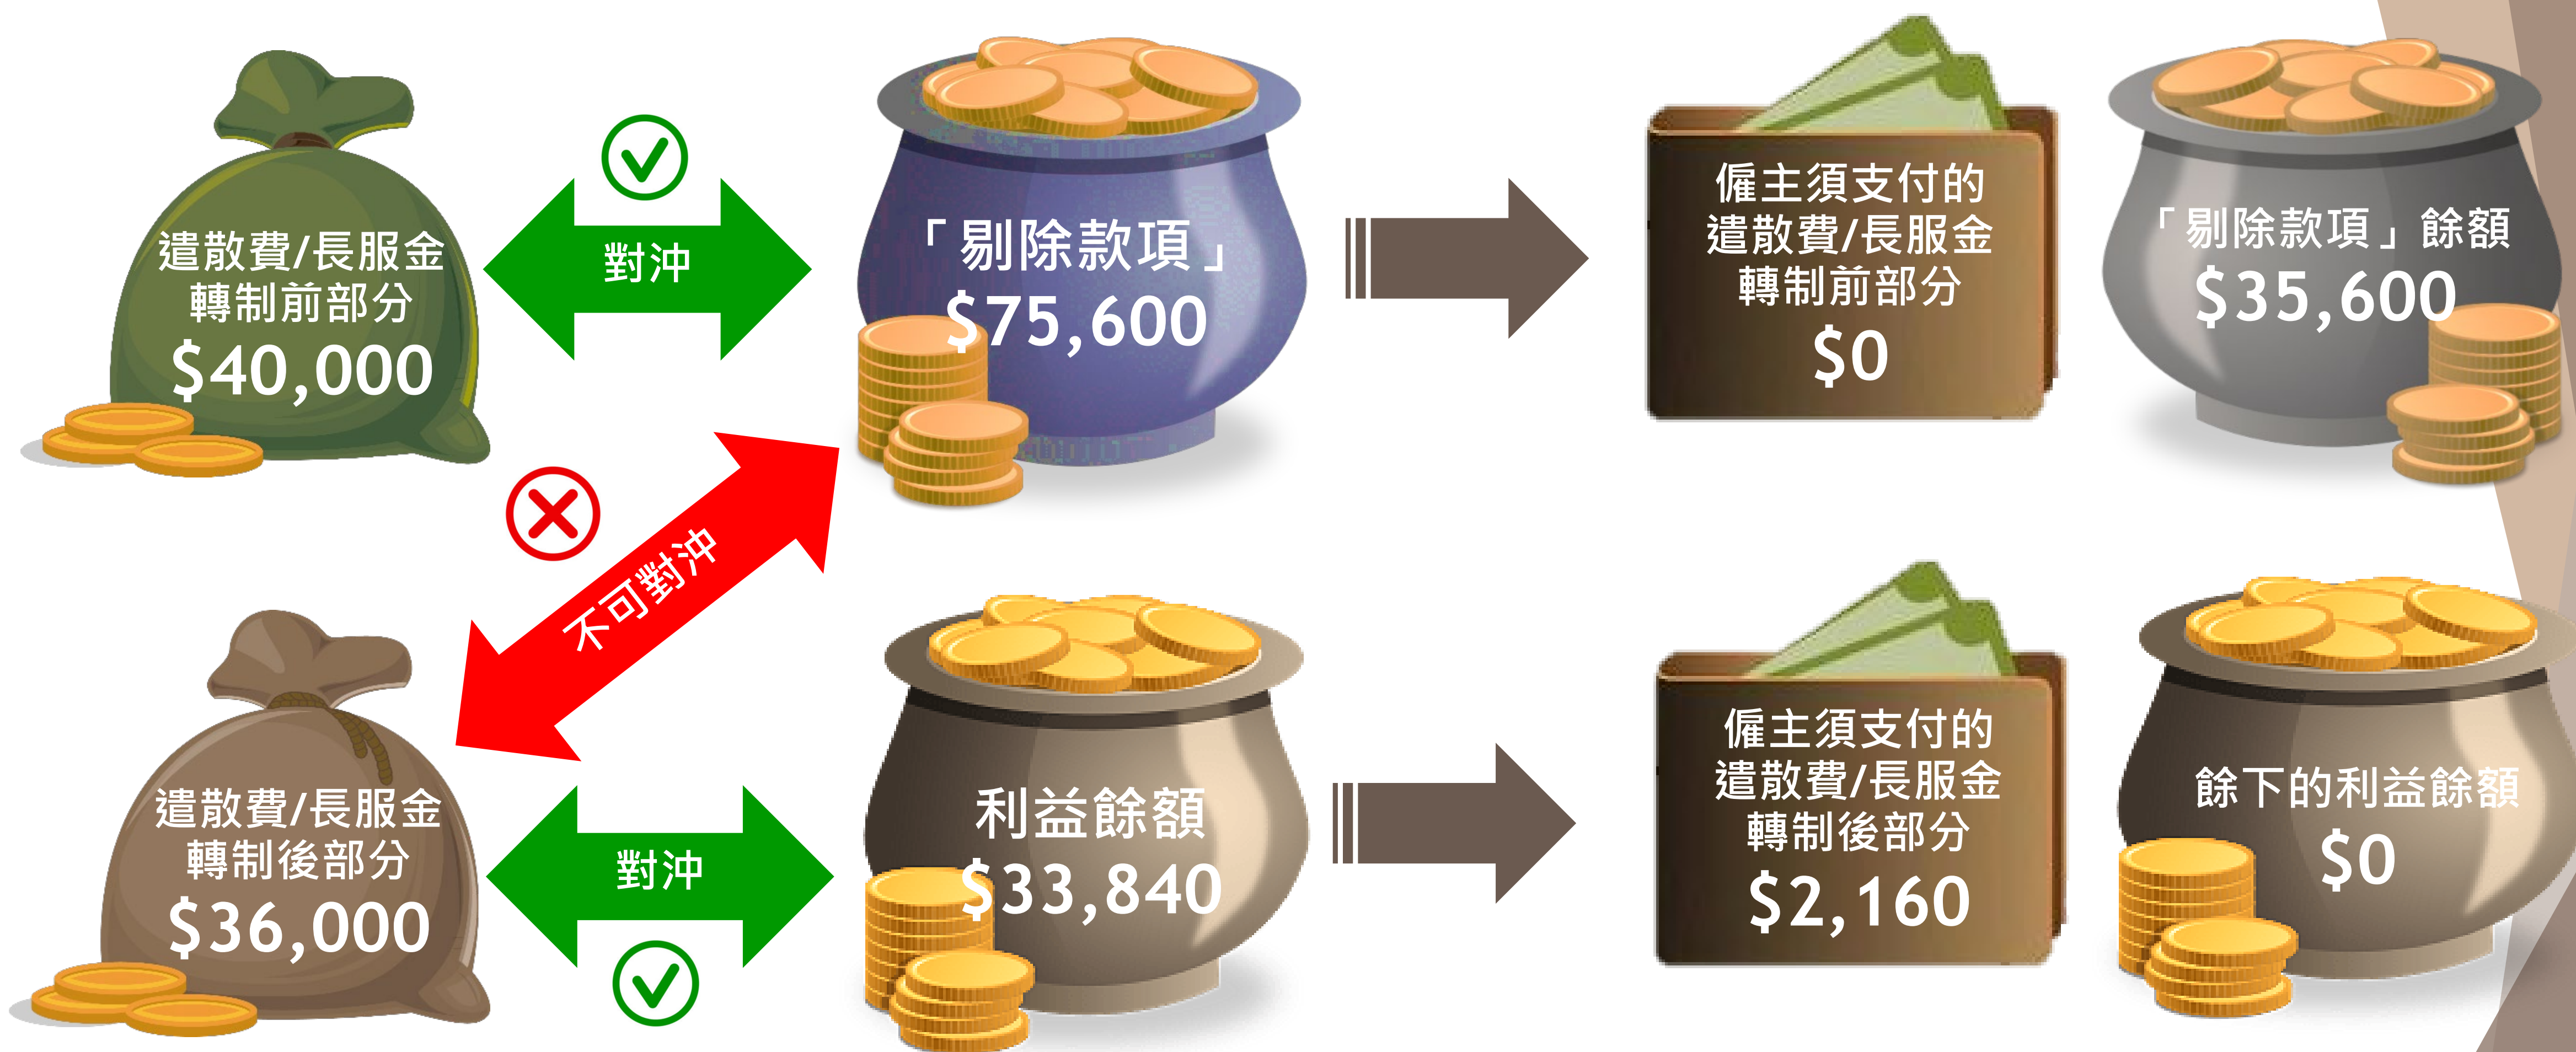 遣散費/長服金
轉制前部分
$40,000
對沖
「剔除款項」
$75,600
僱主須支付的
遣散費/長服金
轉制前部分
$0
「剔除款項」餘額
$35,600
不可對沖
遣散費/長服金
轉制後部分
$36,000
對沖
利益餘額
$33,840
僱主須支付的
遣散費/長服金
轉制後部分
$2,160
餘下的利益餘額
$0